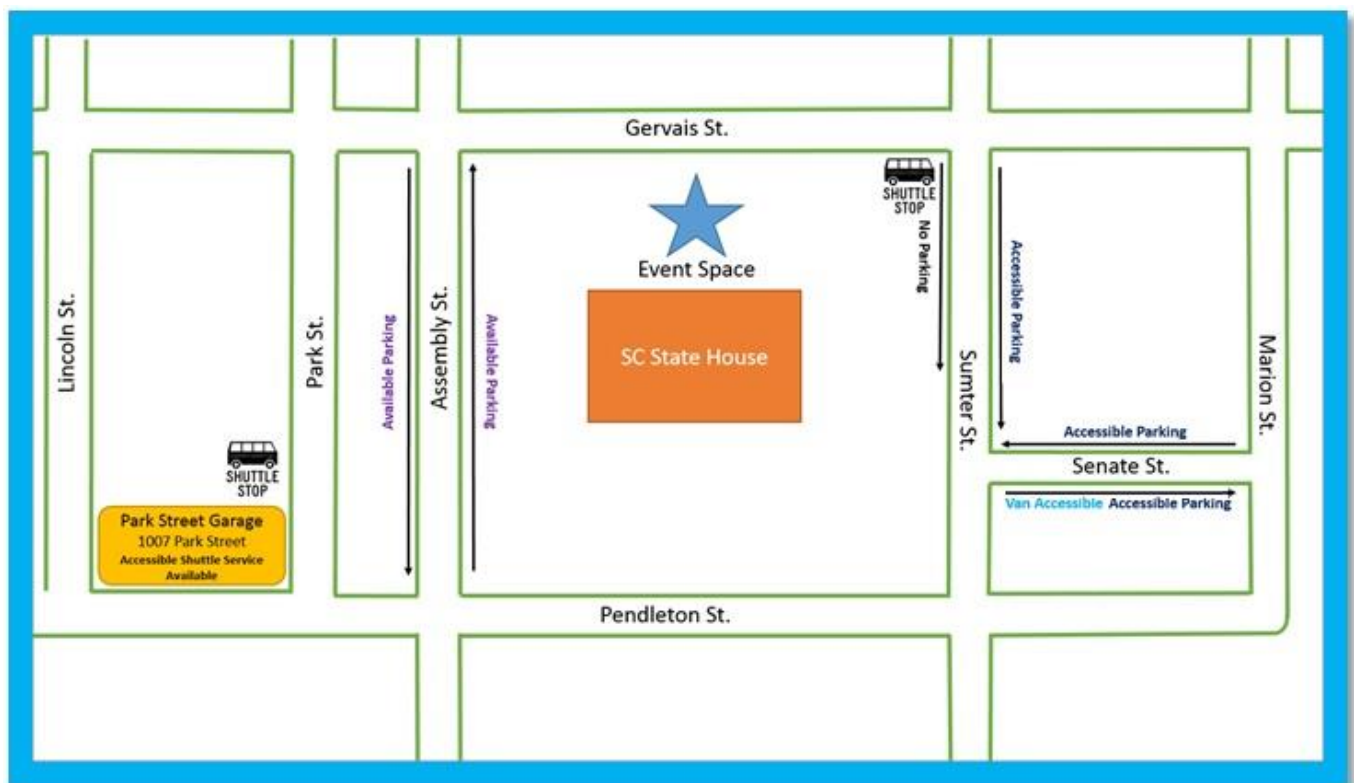 Gervais St.
SHUTTLE
STOP
No Parking
Event Space
SC State House
Lincoln St.
Park St.
Available Parking
Assembly St.
Available Parking
Sumter St.
Accessible Parking
Marion St.
Accessible Parking
Senate St.
Van Accessible Accessible Parking
SHUTTLE
STOP
Park Street Garage
1007 Park Street
Accessible Shuttle Service
Available
Pendleton St.